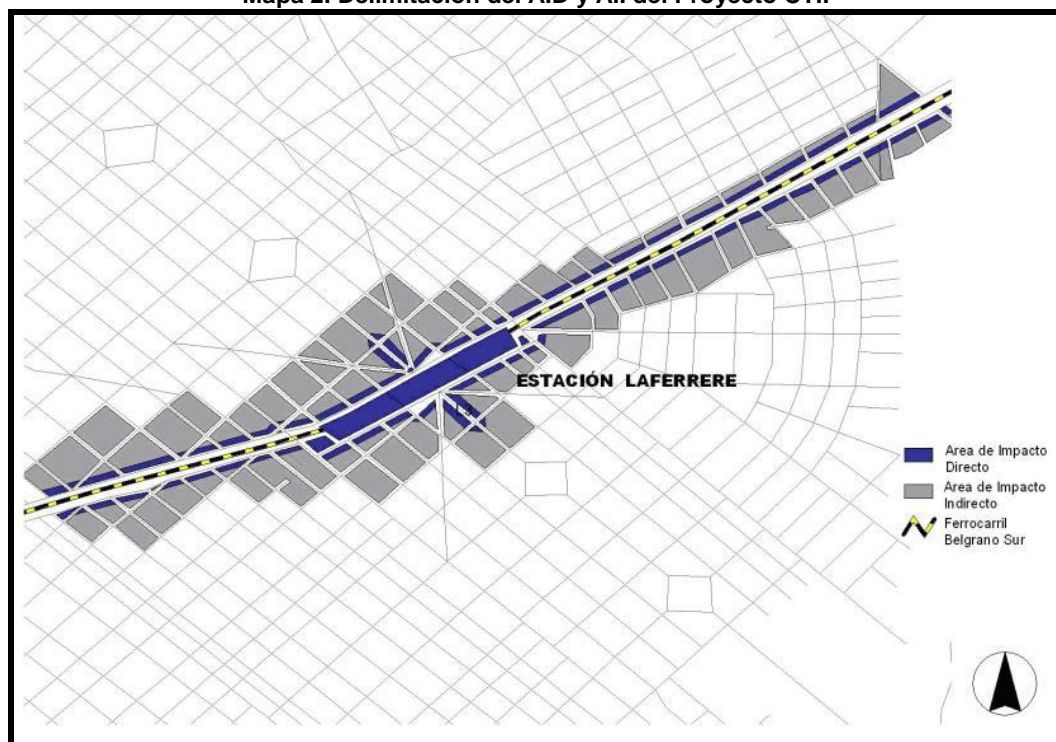 Mapa 2. Delimitación del AID y AII del Proyecto CTIF
ESTACIÓN LAFERRERE
Area de Impacto
Directo
Area de Impacto
Indirecto
Ferrocarril
Belgrano Sur